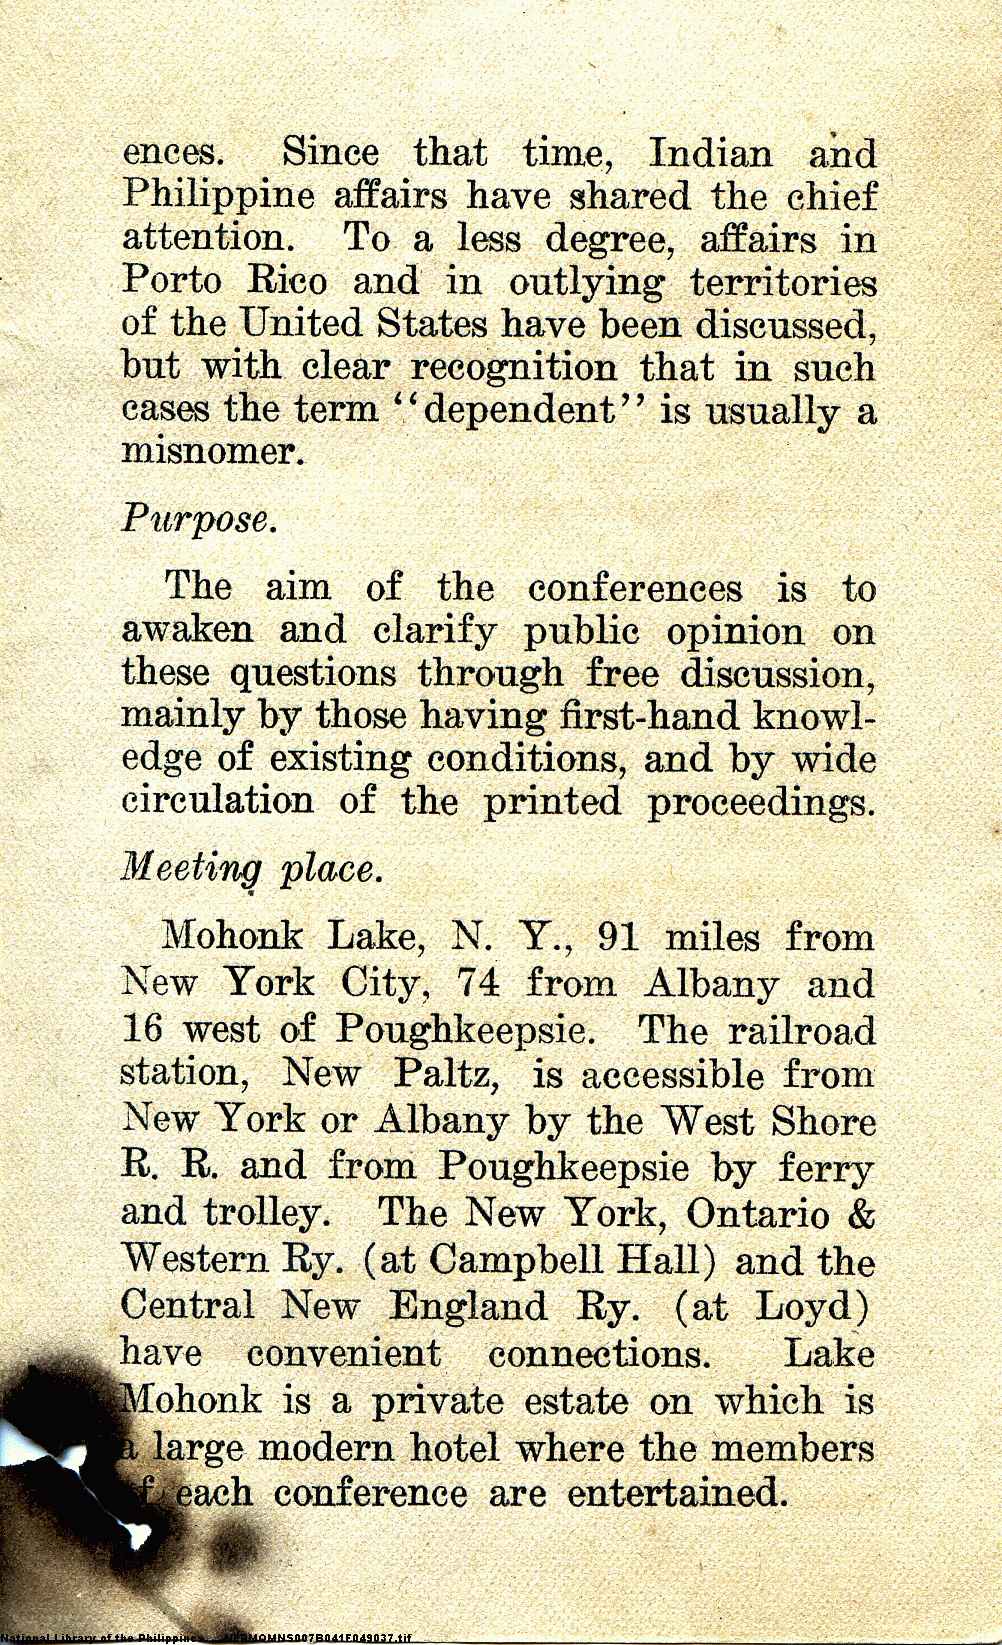 ences. Since that time, Indian and
Philippine affairs have shared the chief
attention. To a less degree, affairs in
Porto Rico and in outlying territories
of the United States have been discussed,
but with clear recognition that in such
cases the term "dependent" is usually a
misnomer.
Purpose.
The aim of the conferences is to
awaken and clarify public opinion on
these questions through free discussion,
mainly by those having first-hand knowl-
edge of existing conditions, and by wide
circulation of the printed proceedings.
Meeting place.
Mohonk Lake, N. Y., 91 miles from
New York City, 74 from Albany and
16 west of Poughkeepsie. The railroad
station, New Paltz, is accessible from
New York or Albany by the West Shore
R. R. and from Poughkeepsie by ferry
and trolley. The New York, Ontario &
Western Ry. (at Campbell Hall) and the
Central New England Ry. (at Loyd)
have convenient connections. Lake
Mohonk is a private estate on which is
a large modern hotel where the members
of each conference are entertained.
National Library of the Philippines